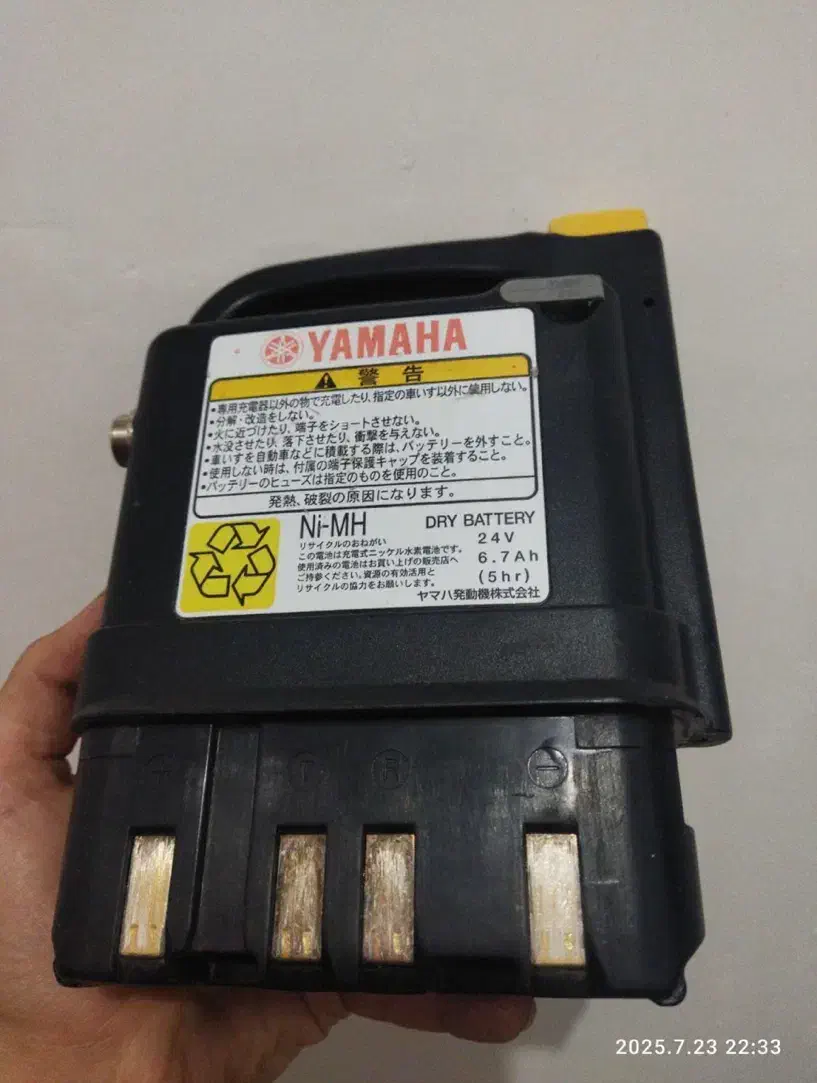 YAMAHA
警告
・専用充電器以外の物で充電したり、指定の車いす以外に使用しない。
・分解・改造をしない。
・火に近づけたり、端子をショートさせない。
・水没させたり、落下させたり、衝撃を与えない。
・車いすを自動車などに積載する際は、バッテリーを外すこと。
・使用しない時は、付属の端子保護キャップを装着すること。
・バッテリーのヒューズは指定のものを使用のこと。
発熱、破裂の原因になります。
Ni-MH
リサイクルのおねがい
この電池は充電式ニッケル水素電池です。
使用済みの電池はお買い上げの販売店へ
ご持参ください。資源の有効活用と
リサイクルの協力をお願いします。
DRY BATTERY
24V
6.7Ah
(5hr)
ヤマハ発動機株式会社
+ T R −
2025.7.23 22:33